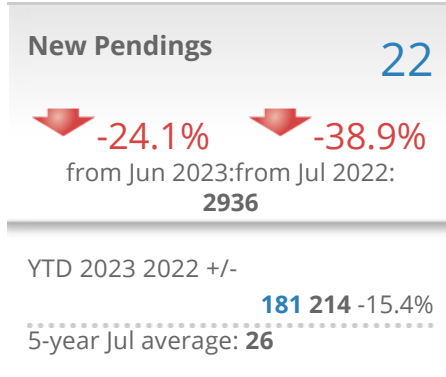 New Pendings
22
-24.1% -38.9%
from Jun 2023:from Jul 2022:
2936
YTD 2023 2022 +/-
181 214 -15.4%
5-year Jul average: 26